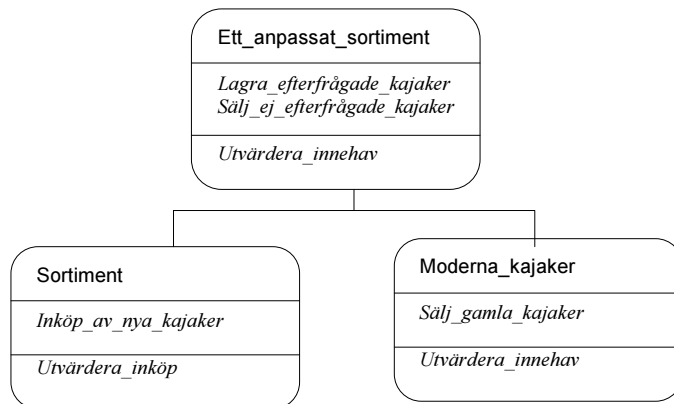 Ett_anpassat_sortiment
Lagra_efterfrågade_kajaker
Sälj_ej_efterfrågade_kajaker
Utvärdera_innehav
Sortiment
Inköp_av_nya_kajaker
Utvärdera_inköp
Moderna_kajaker
Sälj_gamla_kajaker
Utvärdera_innehav